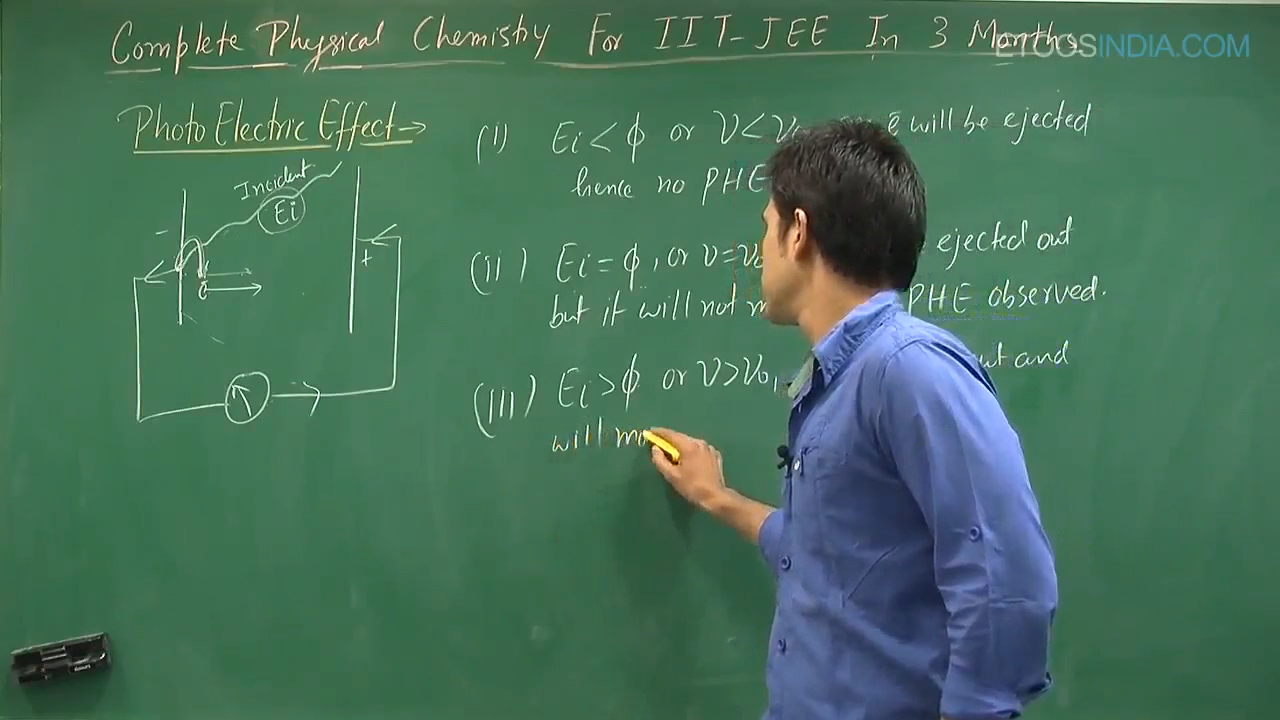 Complete Physical Chemistry For IIT-JEE In 3 Months
ETOOSINDIA.COM
Photo Electric Effect→
Incident
Ei
-
+
e
(i) Ei < φ or ν < ē will be ejected
hence no PHE
(ii) Ei = φ, or ν = ν₀ ejected out
but it will not PHE observed.
(iii) Ei > φ or ν > ν₀, out and
will mo